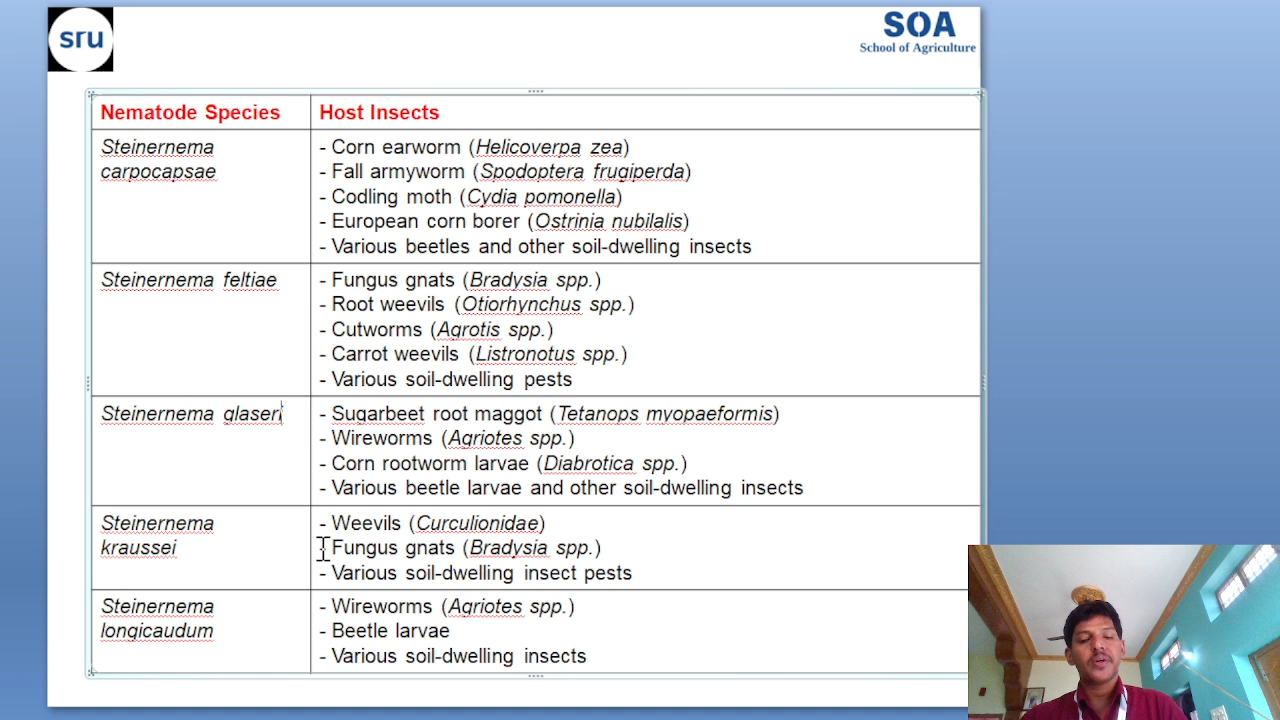 sru
SOA
School of Agriculture
Nematode Species Host Insects
Steinernema carpocapsae
- Corn earworm (Helicoverpa zea)
- Fall armyworm (Spodoptera frugiperda)
- Codling moth (Cydia pomonella)
- European corn borer (Ostrinia nubilalis)
- Various beetles and other soil-dwelling insects
Steinernema feltiae
- Fungus gnats (Bradysia spp.)
- Root weevils (Otiorhynchus spp.)
- Cutworms (Agrotis spp.)
- Carrot weevils (Listronotus spp.)
- Various soil-dwelling pests
Steinernema glaseri
- Sugarbeet root maggot (Tetanops myopaeformis)
- Wireworms (Agriotes spp.)
- Corn rootworm larvae (Diabrotica spp.)
- Various beetle larvae and other soil-dwelling insects
Steinernema
kraussei
- Weevils (Curculionidae)
- Fungus gnats (Bradysia spp.)
- Various soil-dwelling insect pests
Steinernema
longicaudum
- Wireworms (Agriotes spp.)
- Beetle larvae
- Various soil-dwelling insects